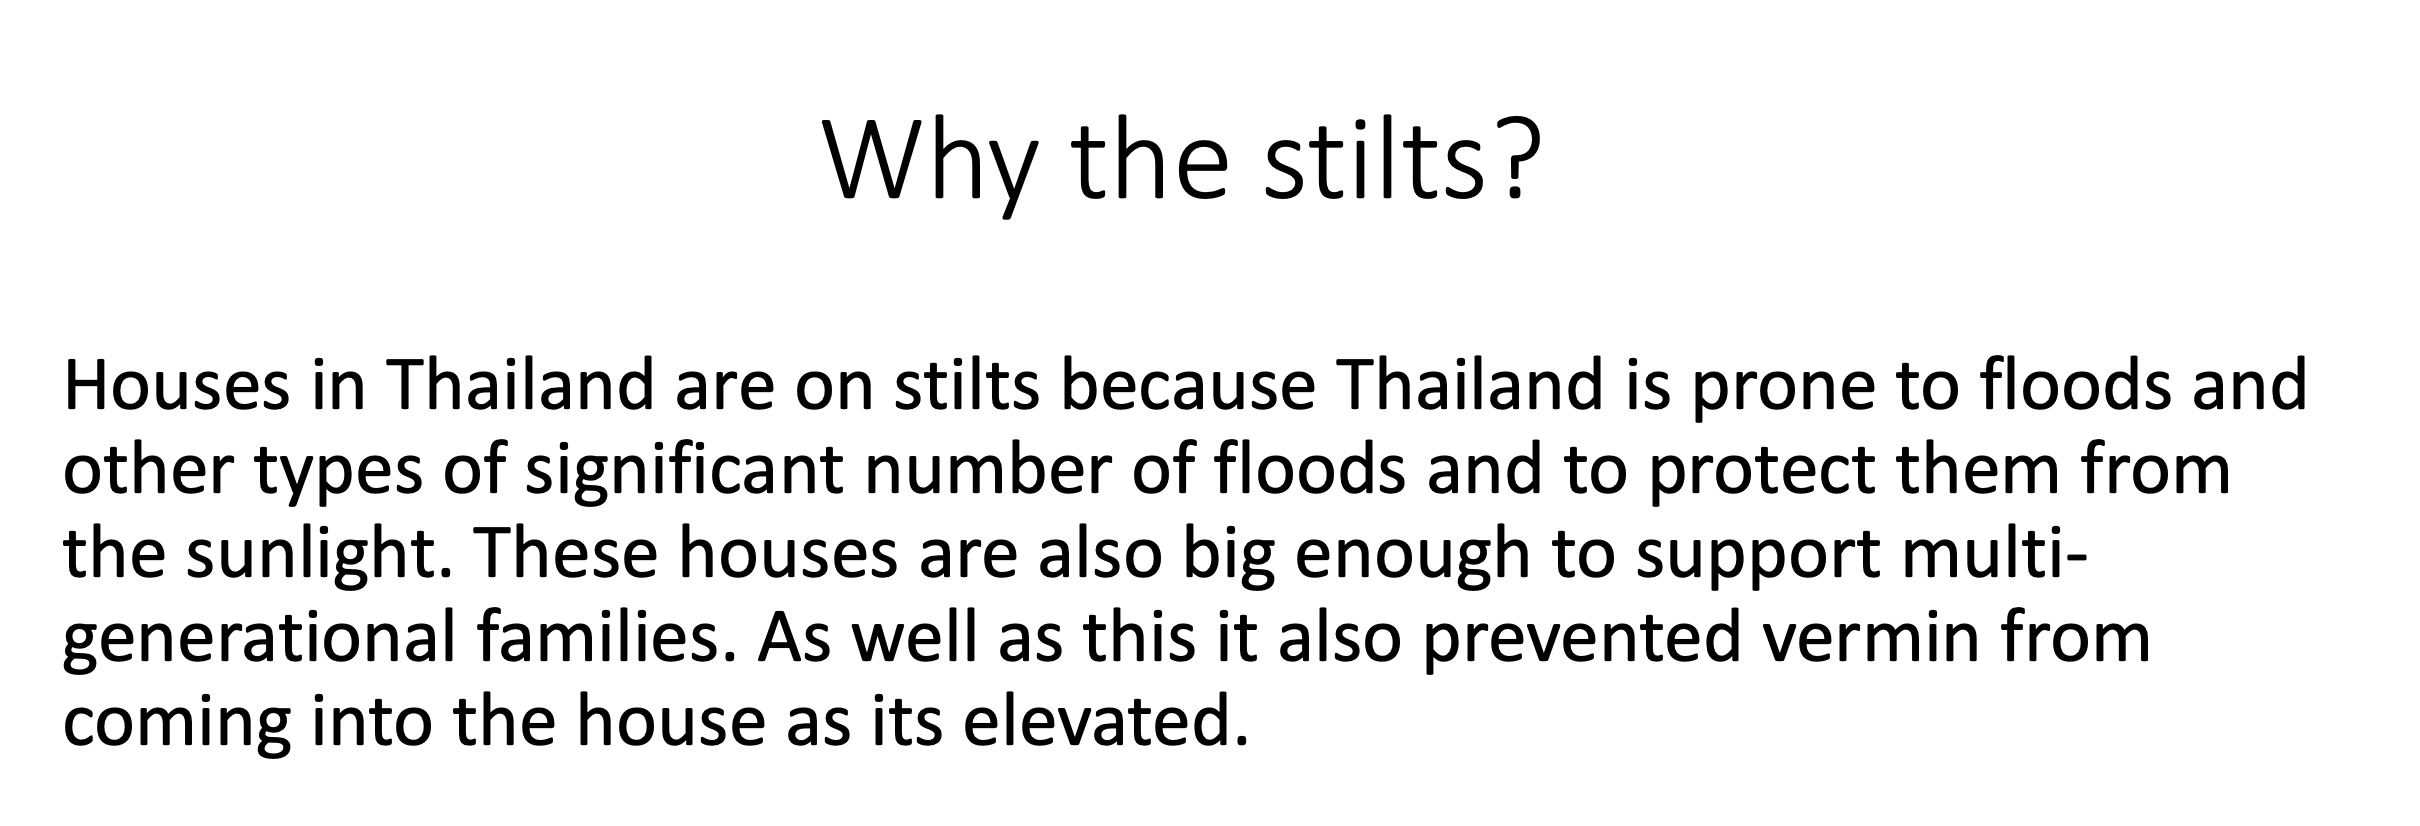 Why the stilts?
Houses in Thailand are on stilts because Thailand is prone to floods and
other types of significant number of floods and to protect them from
the sunlight. These houses are also big enough to support multi-
generational families. As well as this it also prevented vermin from
coming into the house as its elevated.